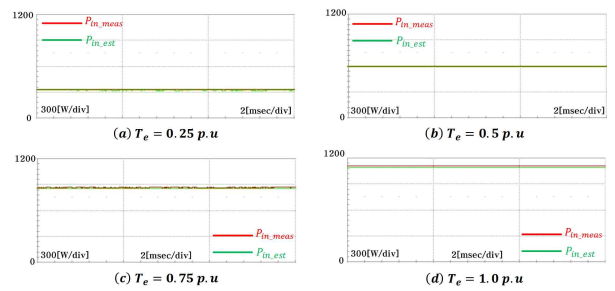 1200
P_in_meas
P_in_est
300[W/div]
2[msec/div]
0
(a) T_e = 0.25 p.u
1200
P_in_meas
P_in_est
300[W/div]
2[msec/div]
0
(b) T_e = 0.5 p.u
1200
P_in_meas
P_in_est
300[W/div]
2[msec/div]
0
(c) T_e = 0.75 p.u
1200
P_in_meas
P_in_est
300[W/div]
2[msec/div]
0
(d) T_e = 1.0 p.u